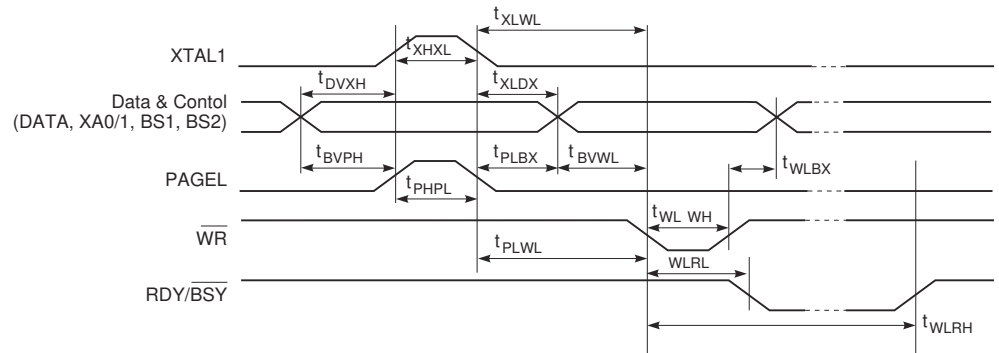 tXLWL
XTAL1
tXHXL
tDVXH
tXLDX
Data & Contol
(DATA, XA0/1, BS1, BS2)
tBVPH
tPLBX
tBVWL
tWLBX
PAGEL
tPHPL
tWL WH
WR
tPLWL
WLRL
RDY/BSY
tWLRH